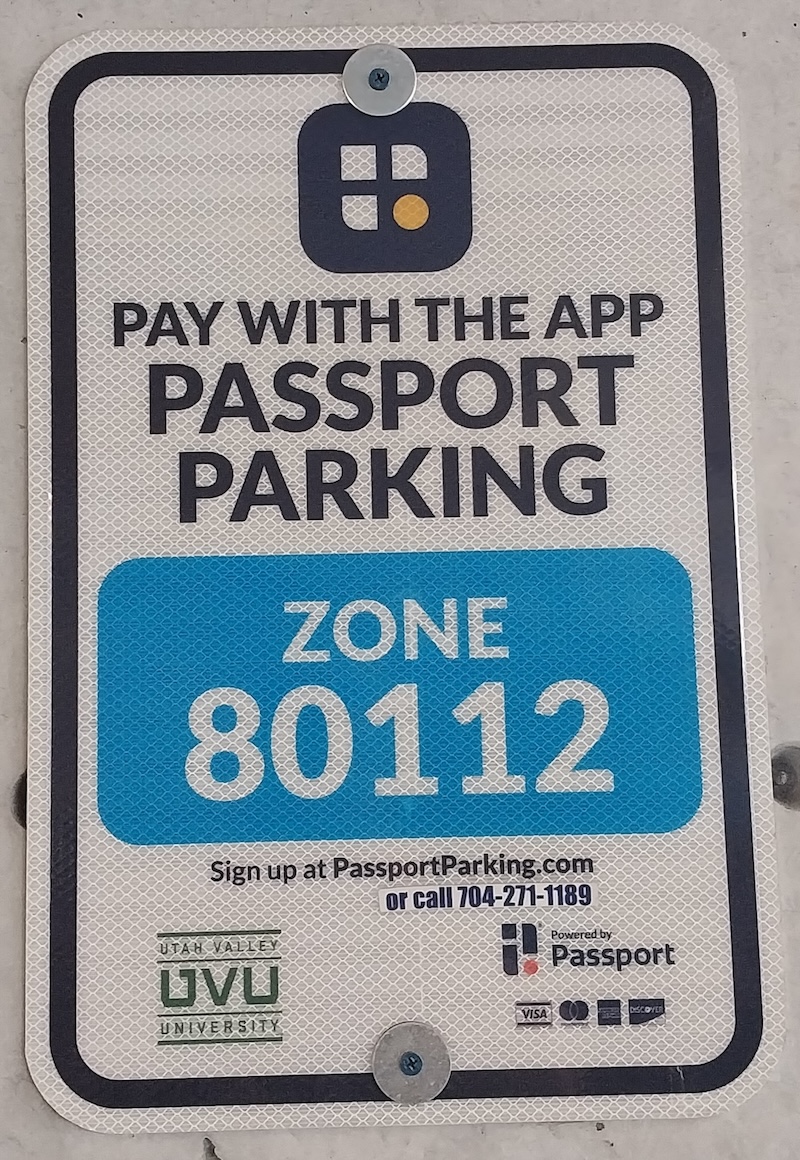 PAY WITH THE APP
PASSPORT
PARKING
ZONE
80112
Sign up at PassportParking.com
or call 704-271-1189
UTAH VALLEY
UVU
UNIVERSITY
Powered by
Passport
VISA
DISCOVER